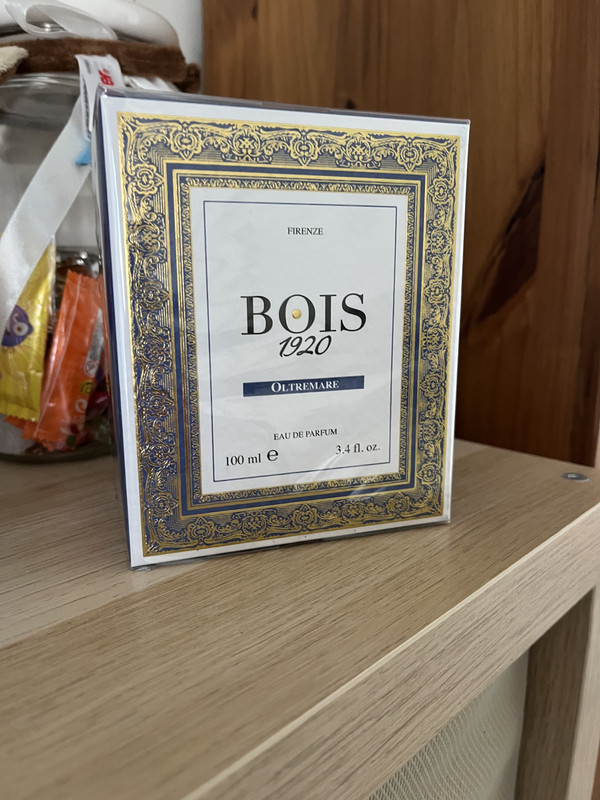 FIRENZE
BOIS
1920
OLTREMARE
EAU DE PARFUM
100 ml ℮ 3.4 fl. oz.